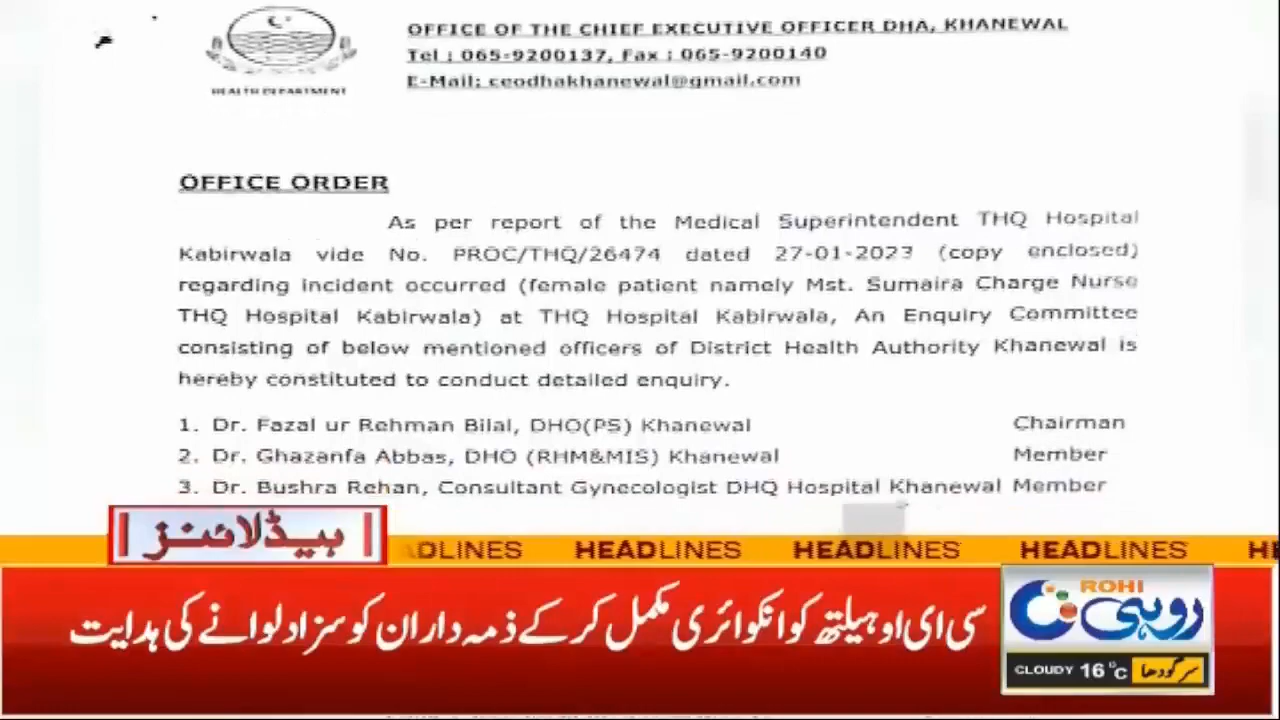 OFFICE OF THE CHIEF EXECUTIVE OFFICER DHA, KHANEWAL
Tel : 065-9200137, Fax : 065-9200140
E-Mail: ceodhakhanewal@gmail.com
HEALTH DEPARTMENT
OFFICE ORDER
As per report of the Medical Superintendent THQ Hospital
Kabirwala vide No. PROC/THQ/26474 dated 27-01-2023 (copy enclosed)
regarding incident occurred (female patient namely Mst. Sumaira Charge Nurse
THQ Hospital Kabirwala) at THQ Hospital Kabirwala, An Enquiry Committee
consisting of below mentioned officers of District Health Authority Khanewal is
hereby constituted to conduct detailed enquiry.
1. Dr. Fazal ur Rehman Bilal, DHO(PS) Khanewal Chairman
2. Dr. Ghazanfa Abbas, DHO (RHM&MIS) Khanewal Member
3. Dr. Bushra Rehan, Consultant Gynecologist DHQ Hospital Khanewal Member
ہیڈلائنز
ADLINES HEADLINES HEADLINES HEADLINES H
سی ای او ہیلتھ کو انکوائری مکمل کر کے ذمہ داران کو سزا دلوانے کی ہدایت
ROHI
روہی
CLOUDY 16°C سرگودھا